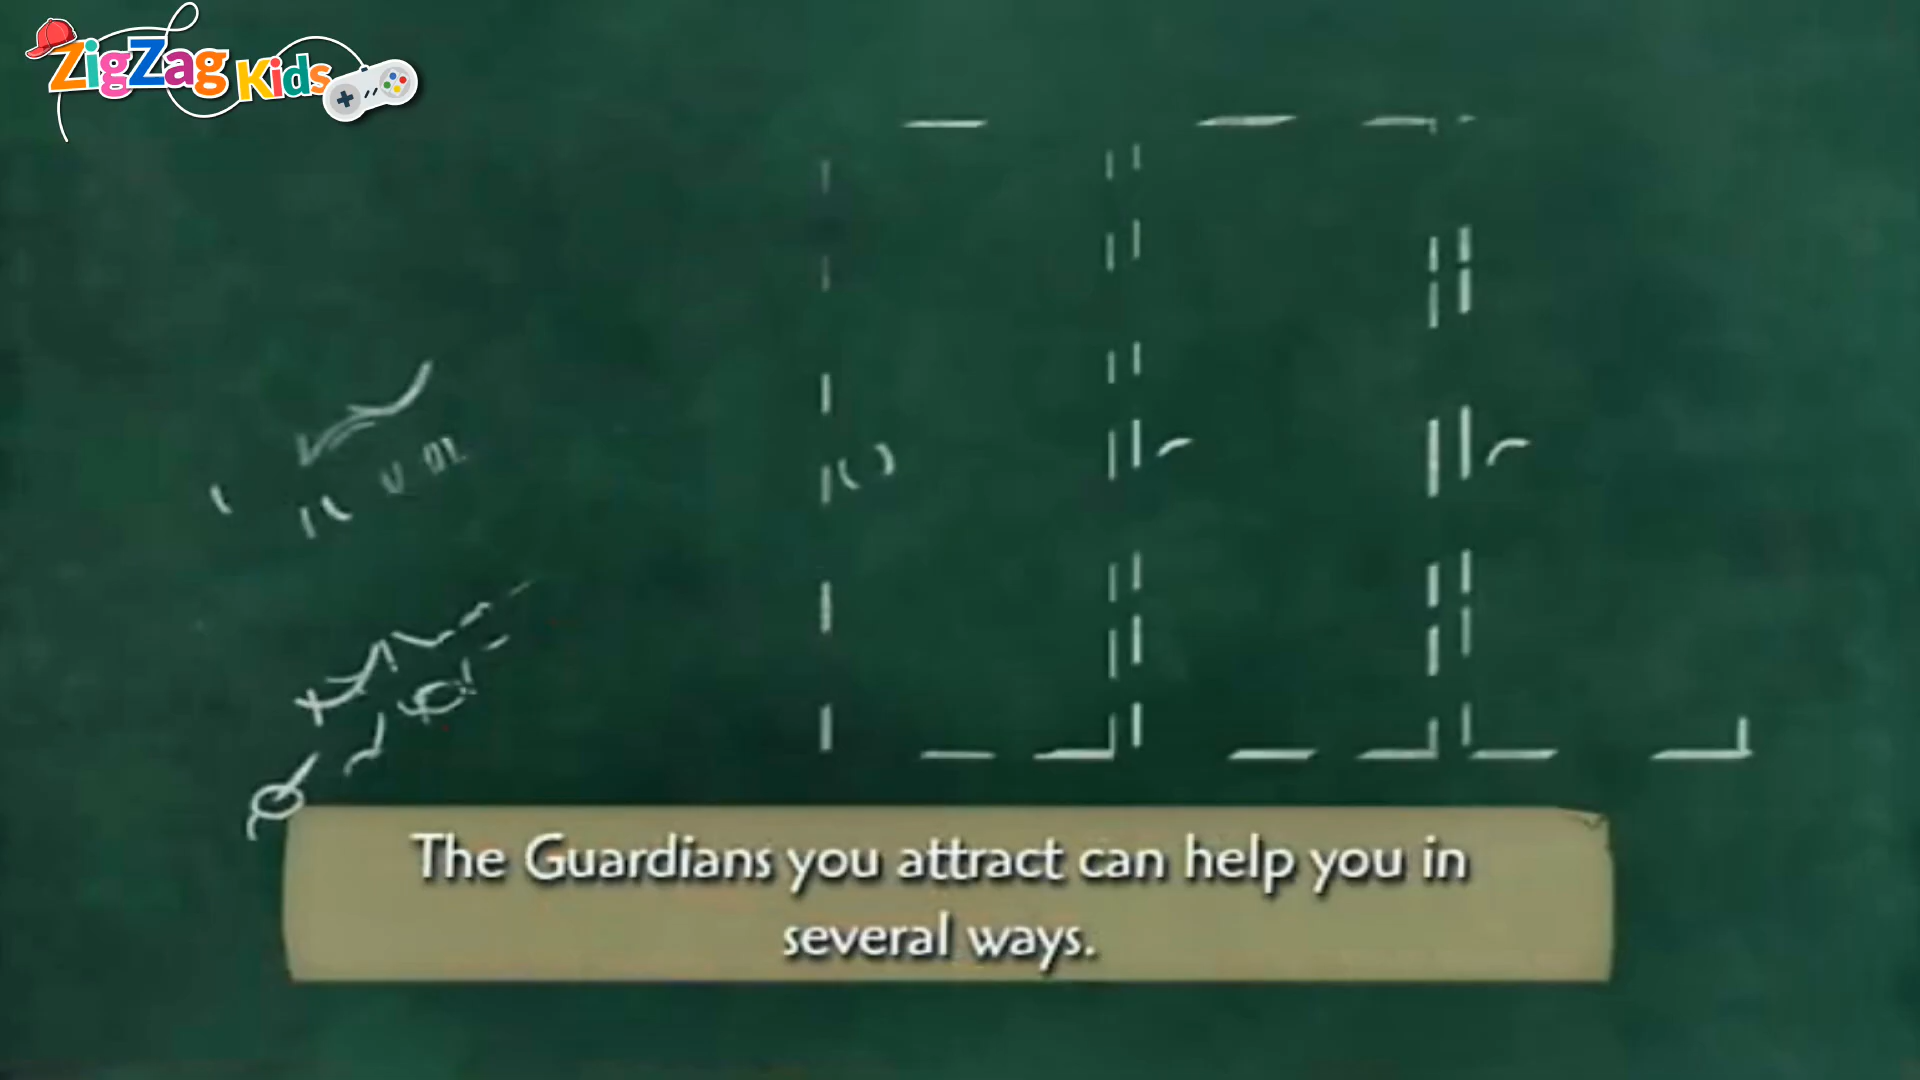 ZigZag Kids
The Guardians you attract can help you in
several ways.